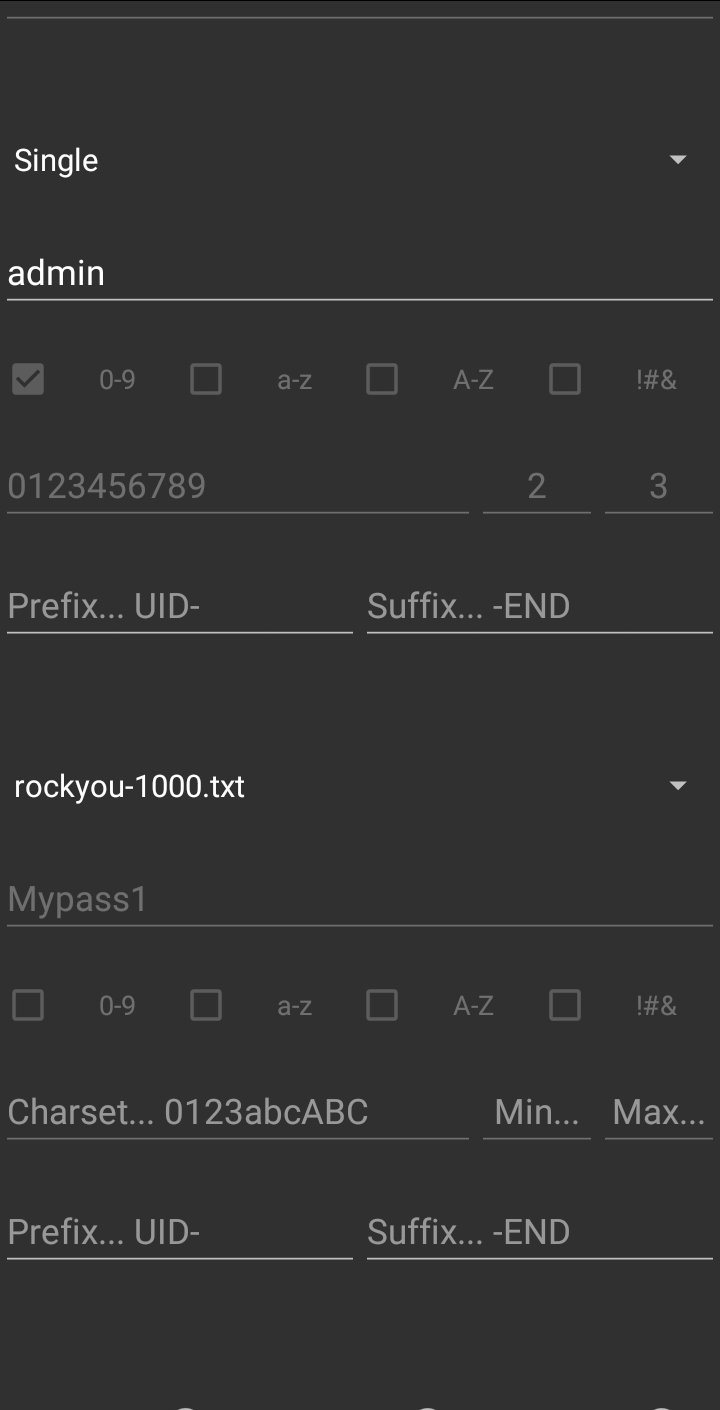 Single
admin
0-9 a-z A-Z !#&
0123456789 2 3
Prefix... UID- Suffix... -END
rockyou-1000.txt
Mypass1
0-9 a-z A-Z !#&
Charset... 0123abcABC Min... Max...
Prefix... UID- Suffix... -END